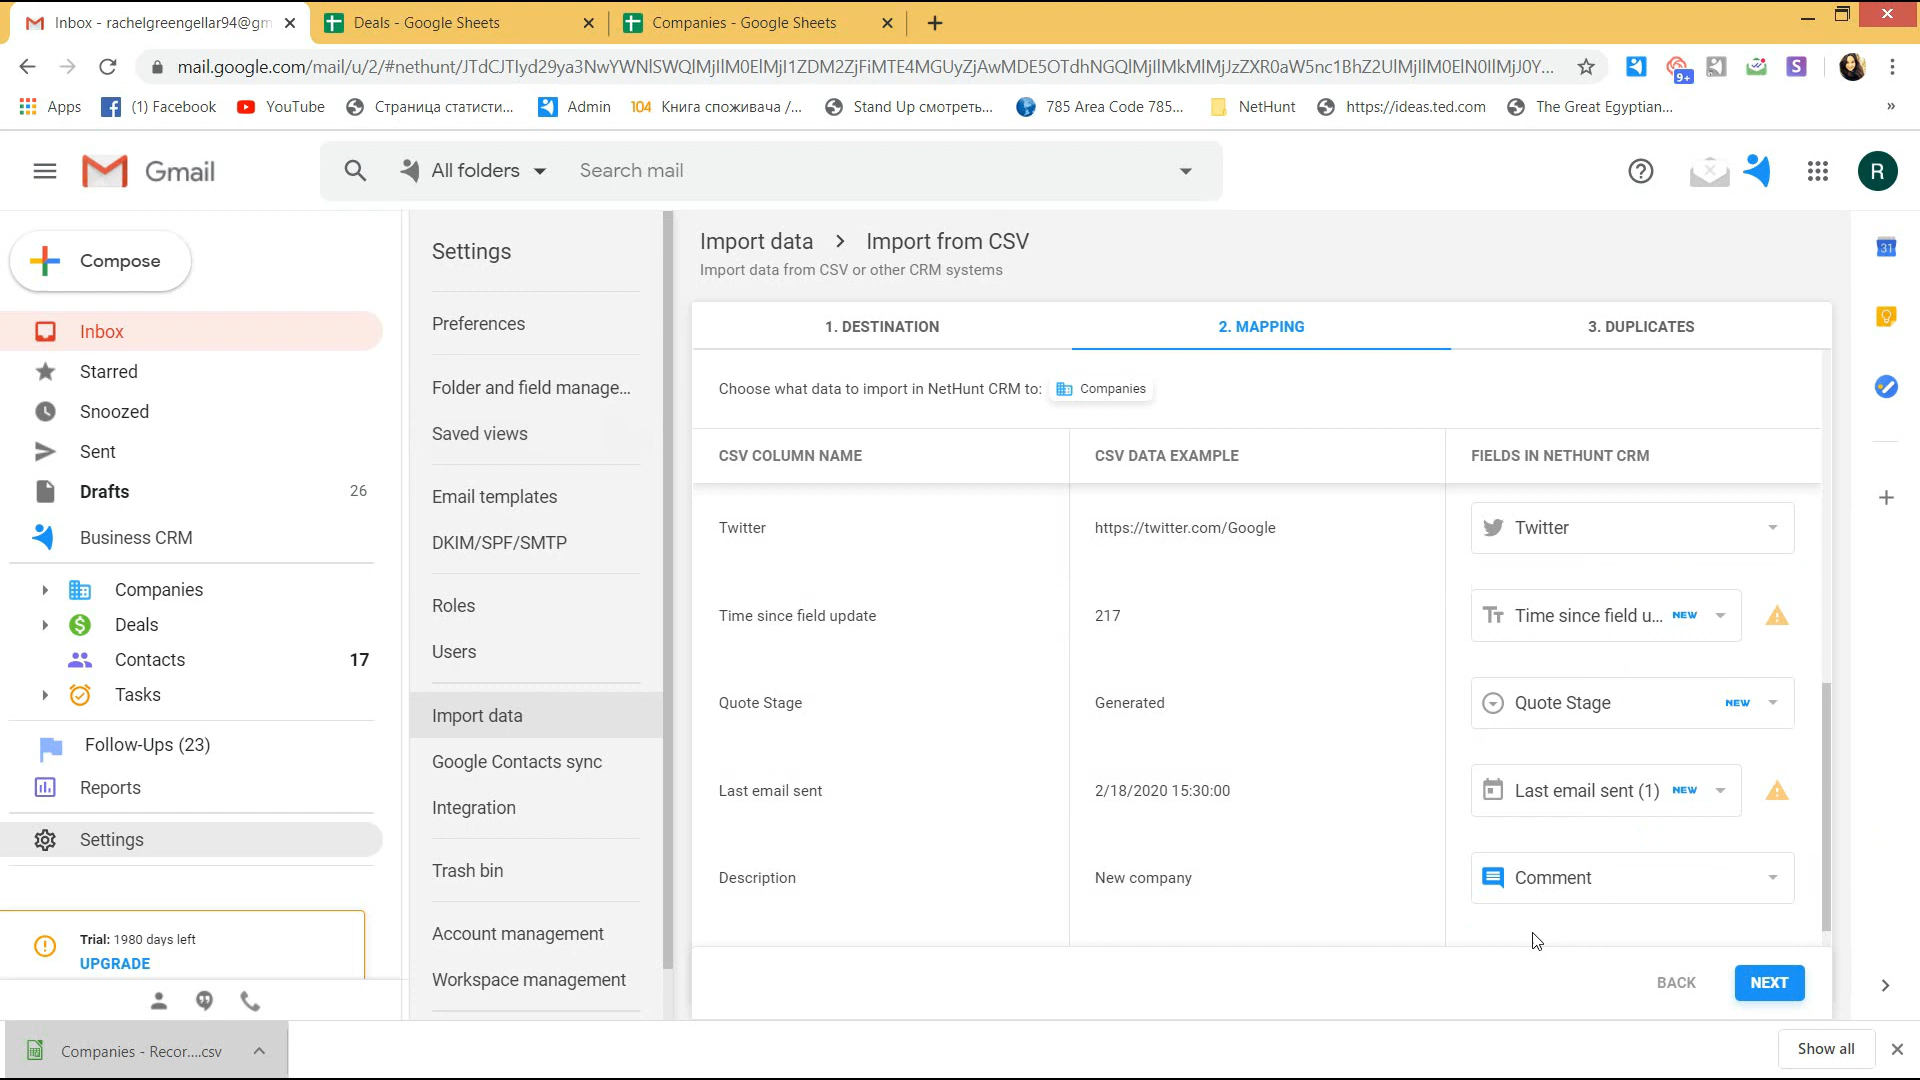 Inbox - rachelgreengellar94@gm
Deals - Google Sheets
Companies - Google Sheets
mail.google.com/mail/u/2/#nethunt/
Apps
(1) Facebook
YouTube
Страница статисти...
Admin
104 Книга споживача /...
Stand Up смотреть...
785 Area Code 785...
NetHunt
https://ideas.ted.com
The Great Egyptian...
»
9+
Gmail
All folders
Search mail
R
Compose
Inbox
Starred
Snoozed
Sent
Drafts 26
Business CRM
Companies
Deals
Contacts 17
Tasks
Follow-Ups (23)
Reports
Settings
Trial: 1980 days left
UPGRADE
Settings
Preferences
Folder and field manage...
Saved views
Email templates
DKIM/SPF/SMTP
Roles
Users
Import data
Google Contacts sync
Integration
Trash bin
Account management
Workspace management
Import data > Import from CSV
Import data from CSV or other CRM systems
1. DESTINATION 2. MAPPING 3. DUPLICATES
Choose what data to import in NetHunt CRM to: Companies
CSV COLUMN NAME CSV DATA EXAMPLE FIELDS IN NETHUNT CRM
Twitter https://twitter.com/Google Twitter
Time since field update 217 Time since field u... NEW
Quote Stage Generated Quote Stage NEW
Last email sent 2/18/2020 15:30:00 Last email sent (1) NEW
Description New company Comment
BACK NEXT
31
Companies - Recor....csv
Show all